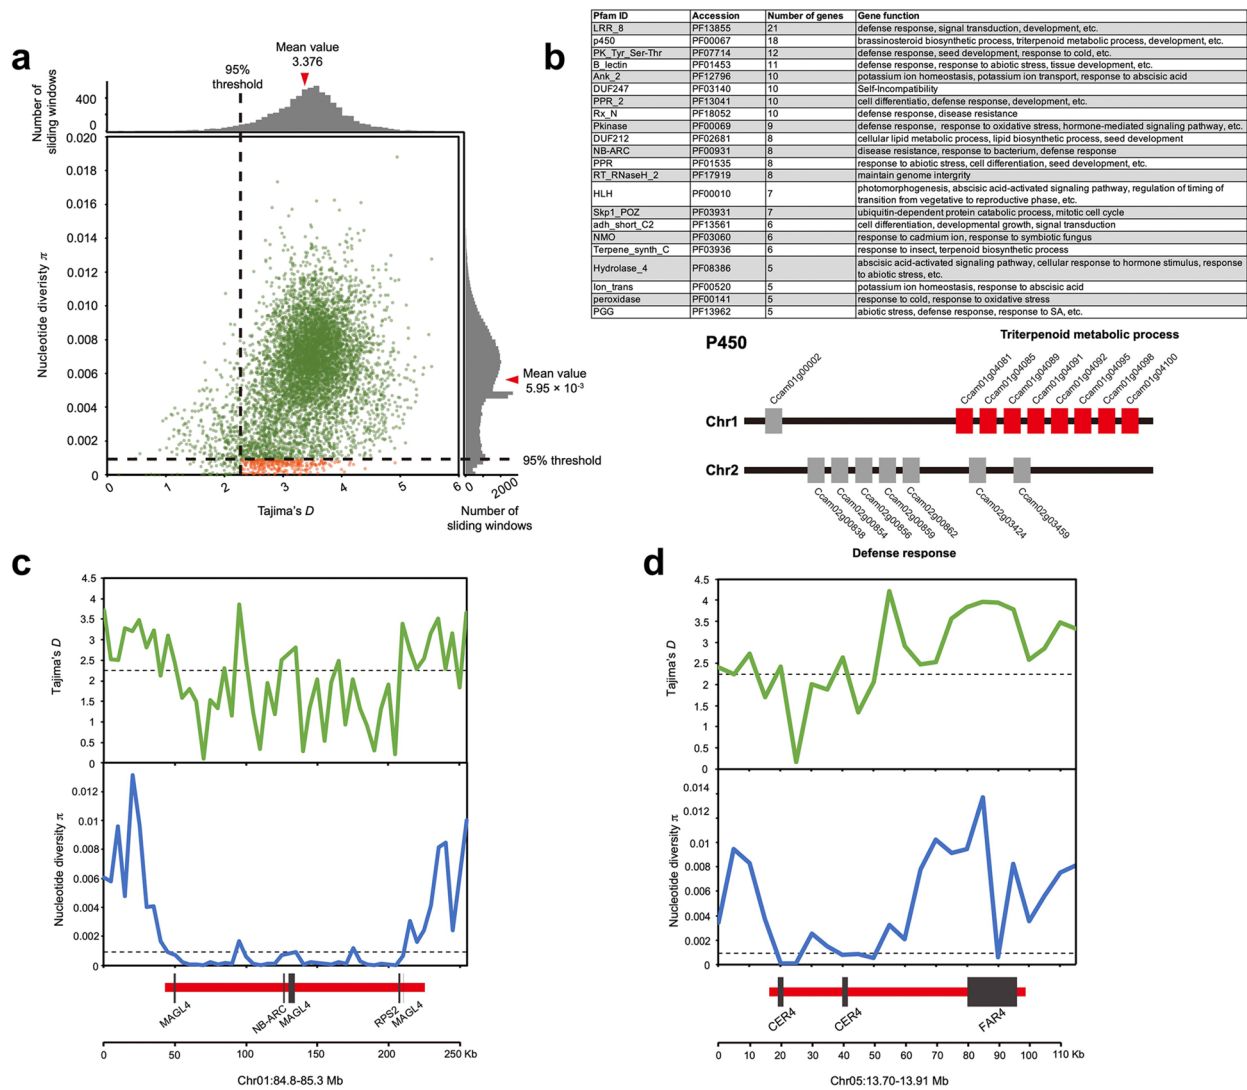 a
Mean value
3.376
95%
threshold
Number of
sliding windows
400
200
0
0.020
0.018
0.016
0.014
0.012
0.010
0.008
0.006
0.004
0.002
0
Nucleotide diveristy π
Mean value
5.95 × 10⁻³
95% threshold
0 1 2 3 4 5 6
Tajima's D
0 2000
Number of
sliding windows
b
Pfam ID Accession Number of genes Gene function
LRR_8 PF13855 21 defense response, signal transduction, development, etc.
p450 PF00067 18 brassinosteroid biosynthetic process, triterpenoid metabolic process, development, etc.
PK_Tyr_Ser-Thr PF07714 12 defense response, seed development, response to cold, etc.
B_lectin PF01453 11 defense response, response to abiotic stress, tissue development, etc.
Ank_2 PF12796 10 potassium ion homeostasis, potassium ion transport, response to abscisic acid
DUF247 PF03140 10 Self-Incompatibility
PPR_2 PF13041 10 cell differentiatio, defense response, development, etc.
Rx_N PF18052 10 defense response, disease resistance
Pkinase PF00069 9 defense response, response to oxidative stress, hormone-mediated signaling pathway, etc.
DUF212 PF02681 8 cellular lipid metabolic process, lipid biosynthetic process, seed development
NB-ARC PF00931 8 disease resistance, response to bacterium, defense response
PPR PF01535 8 response to abiotic stress, cell differentiation, seed development, etc.
RT_RNaseH_2 PF17919 8 maintain genome intergrity
HLH PF00010 7 photomorphogenesis, abscisic acid-activated signaling pathway, regulation of timing of
transition from vegetative to reproductive phase, etc.
Skp1_POZ PF03931 7 ubiquitin-dependent protein catabolic process, mitotic cell cycle
adh_short_C2 PF13561 6 cell differentiation, developmental growth, signal transduction
NMO PF03060 6 response to cadmium ion, response to symbiotic fungus
Terpene_synth_C PF03936 6 response to insect, terpenoid biosynthetic process
Hydrolase_4 PF08386 5 abscisic acid-activated signaling pathway, cellular response to hormone stimulus, response
to abiotic stress, etc.
Ion_trans PF00520 5 potassium ion homeostasis, response to abscisic acid
peroxidase PF00141 5 response to cold, response to oxidative stress
PGG PF13962 5 abiotic stress, defense response, response to SA, etc.
P450
Triterpenoid metabolic process
Ccam01g00002 Ccam01g04081 Ccam01g04085 Ccam01g04089 Ccam01g04091 Ccam01g04092 Ccam01g04095 Ccam01g04098 Ccam01g04100
Chr1
Chr2
Ccam02g00838 Ccam02g00854 Ccam02g00856 Ccam02g00859 Ccam02g00862 Ccam02g03424 Ccam02g03459
Defense response
c
4.5
4
3.5
3
2.5
2
1.5
1
0.5
0
Tajima's D
0.014
0.012
0.01
0.008
0.006
0.004
0.002
0
Nucleotide diversity π
MAGL4 NB-ARC MAGL4 RPS2 MAGL4
0 50 100 150 200 250 Kb
Chr01:84.8-85.3 Mb
d
4.5
4
3.5
3
2.5
2
1.5
1
0.5
0
Tajima's D
0.014
0.012
0.01
0.008
0.006
0.004
0.002
0
Nucleotide diversity π
CER4 CER4 FAR4
0 10 20 30 40 50 60 70 80 90 100 110 Kb
Chr05:13.70-13.91 Mb